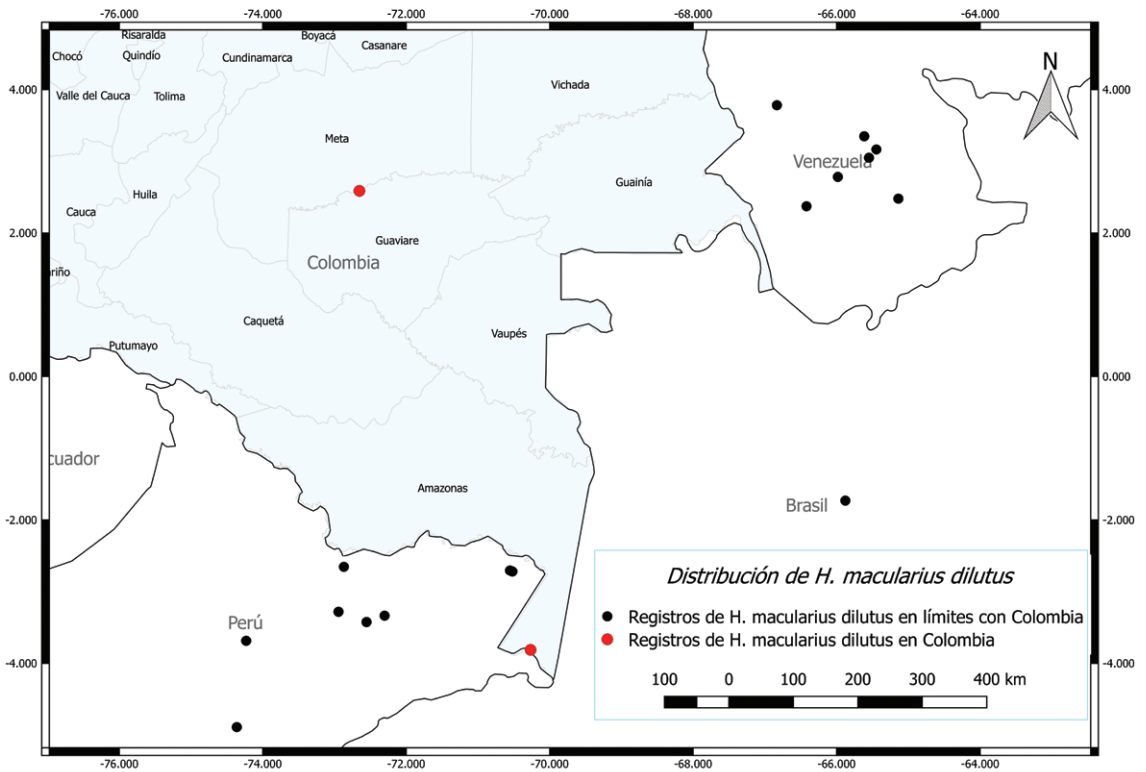 -76.000 -74.000 -72.000 -70.000 -68.000 -66.000 -64.000
Risaralda
Boyacá
Casanare
Chocó
Quindío
Cundinamarca
N
Vichada
4.000
4.000
Valle del Cauca
Tolima
Meta
Venezuela
Guainía
Huila
Cauca
2.000
2.000
Guaviare
Colombia
ariño
Caquetá
Vaupés
Putumayo
0.000
0.000
cuador
Amazonas
Brasil
-2.000
-2.000
Distribución de H. macularius dilutus
Registros de H. macularius dilutus en límites con Colombia
Registros de H. macularius dilutus en Colombia
Perú
-4.000
-4.000
100 0 100 200 300 400 km
-76.000 -74.000 -72.000 -70.000 -68.000 -66.000 -64.000